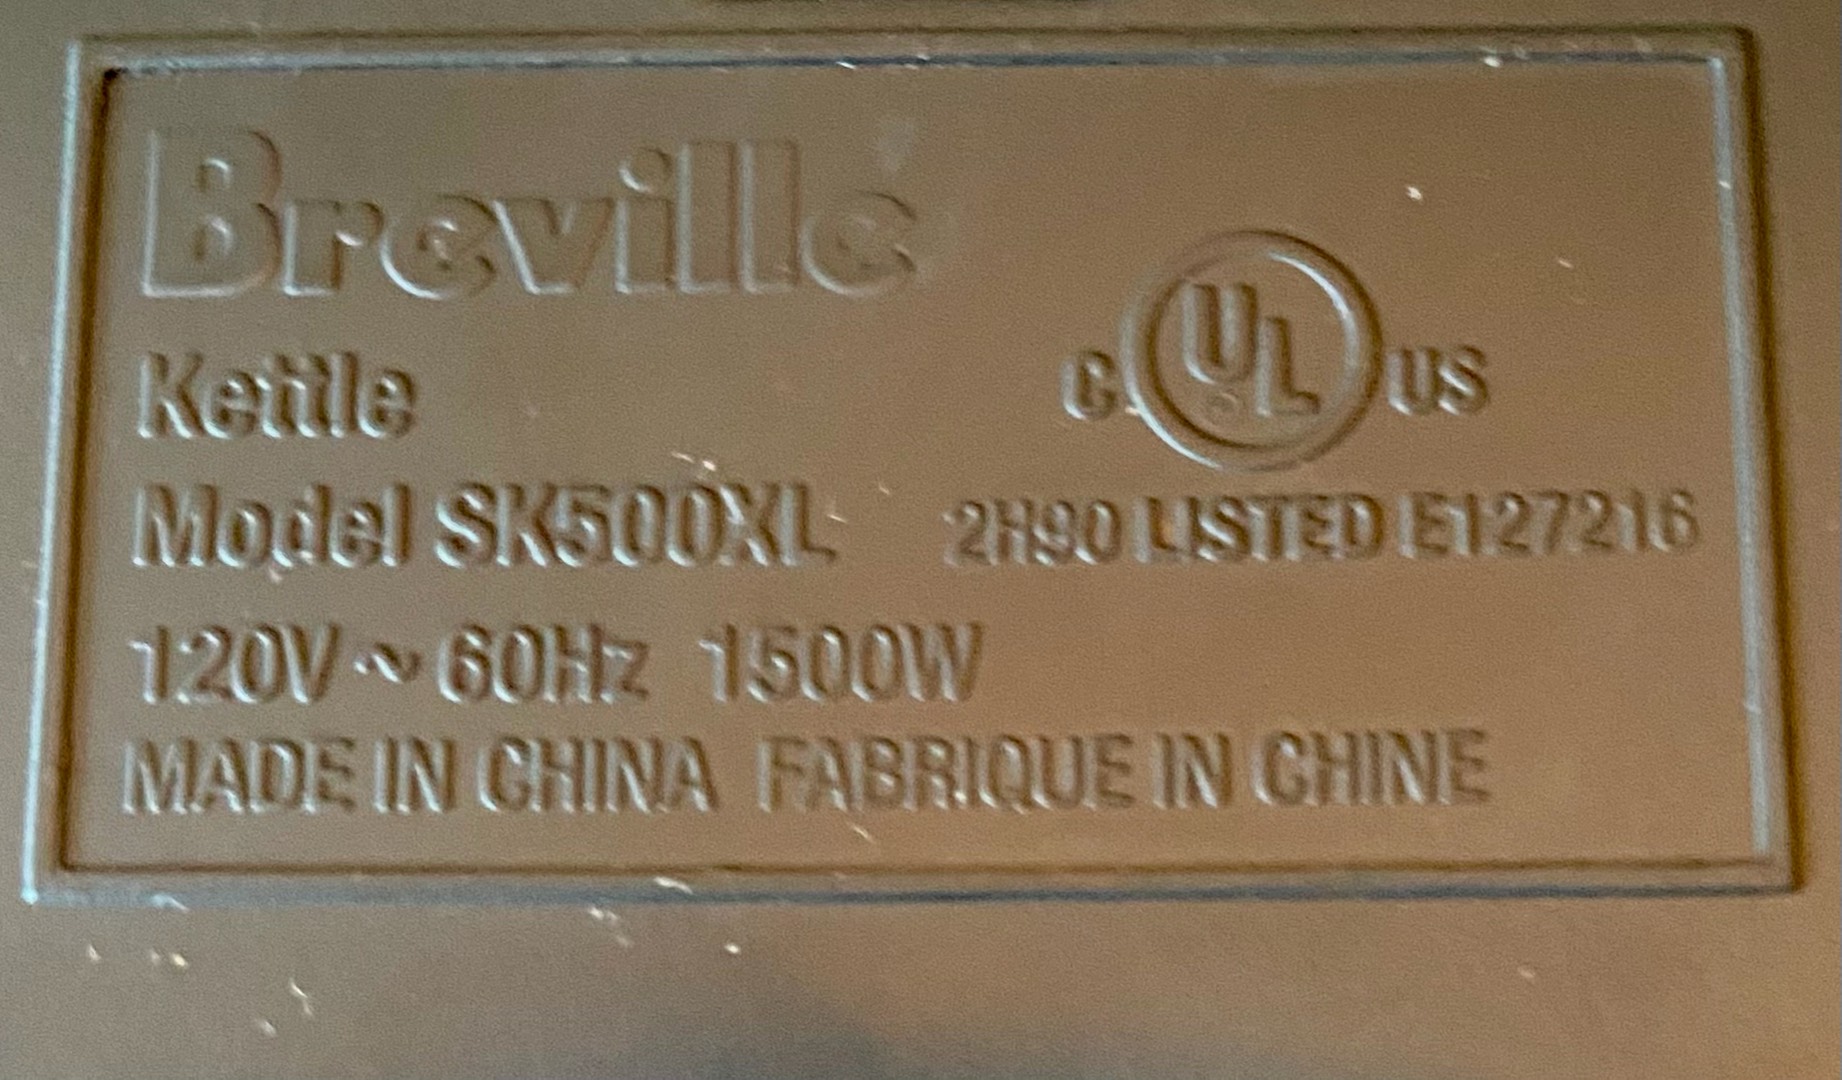 Breville
Kettle
C UL US
Model SK500XL
2H90 LISTED E127216
120V ~ 60Hz 1500W
MADE IN CHINA FABRIQUE IN CHINE